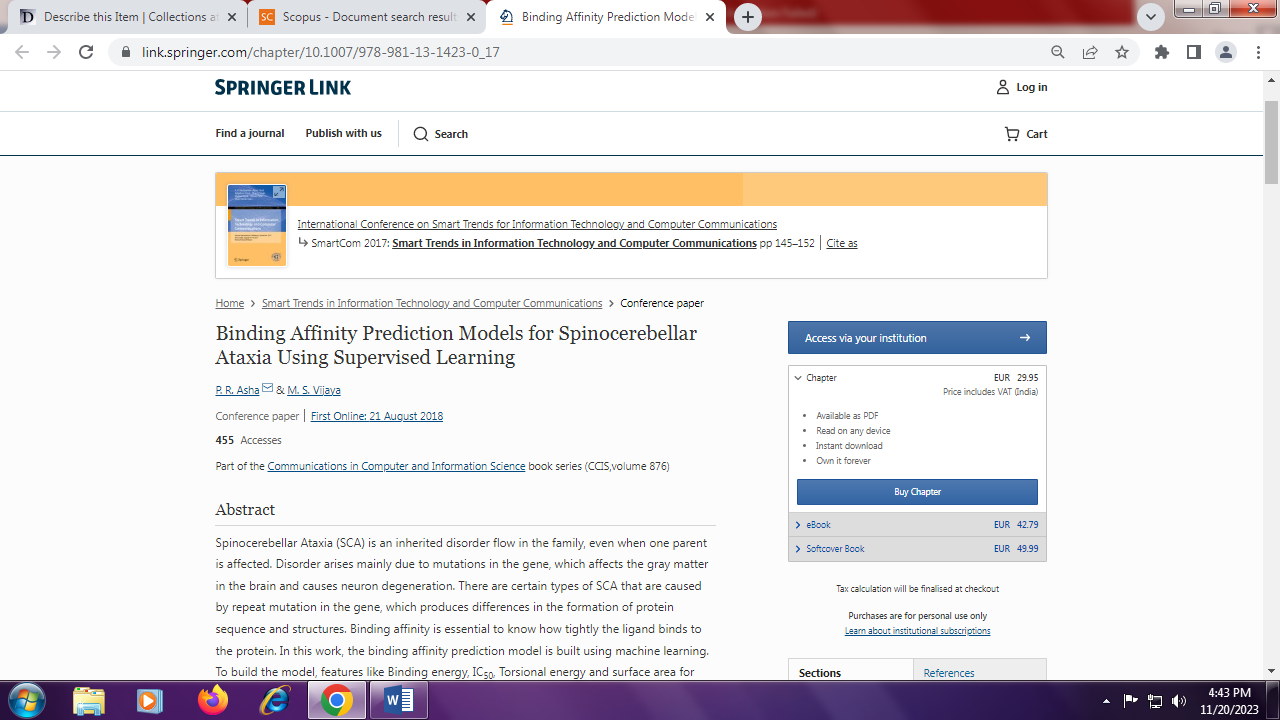 Describe this Item | Collections at
Scopus - Document search result
Binding Affinity Prediction Mode
link.springer.com/chapter/10.1007/978-981-13-1423-0_17
SPRINGER LINK
Log in
Find a journal
Publish with us
Search
Cart
International Conference on Smart Trends for Information Technology and Computer Communications
SmartCom 2017: Smart Trends in Information Technology and Computer Communications pp 145–152 | Cite as
Home > Smart Trends in Information Technology and Computer Communications > Conference paper
Binding Affinity Prediction Models for Spinocerebellar
Ataxia Using Supervised Learning
P. R. Asha & M. S. Vijaya
Conference paper | First Online: 21 August 2018
455 Accesses
Part of the Communications in Computer and Information Science book series (CCIS,volume 876)
Abstract
Spinocerebellar Ataxia (SCA) is an inherited disorder flow in the family, even when one parent
is affected. Disorder arises mainly due to mutations in the gene, which affects the gray matter
in the brain and causes neuron degeneration. There are certain types of SCA that are caused
by repeat mutation in the gene, which produces differences in the formation of protein
sequence and structures. Binding affinity is essential to know how tightly the ligand binds to
the protein. In this work, the binding affinity prediction model is built using machine learning.
To build the model, features like Binding energy, IC50, Torsional energy and surface area for
Access via your institution
Chapter EUR 29.95
Price includes VAT (India)
• Available as PDF
• Read on any device
• Instant download
• Own it forever
Buy Chapter
eBook EUR 42.79
Softcover Book EUR 49.99
Tax calculation will be finalised at checkout
Purchases are for personal use only
Learn about institutional subscriptions
Sections
References
4:43 PM
11/20/2023